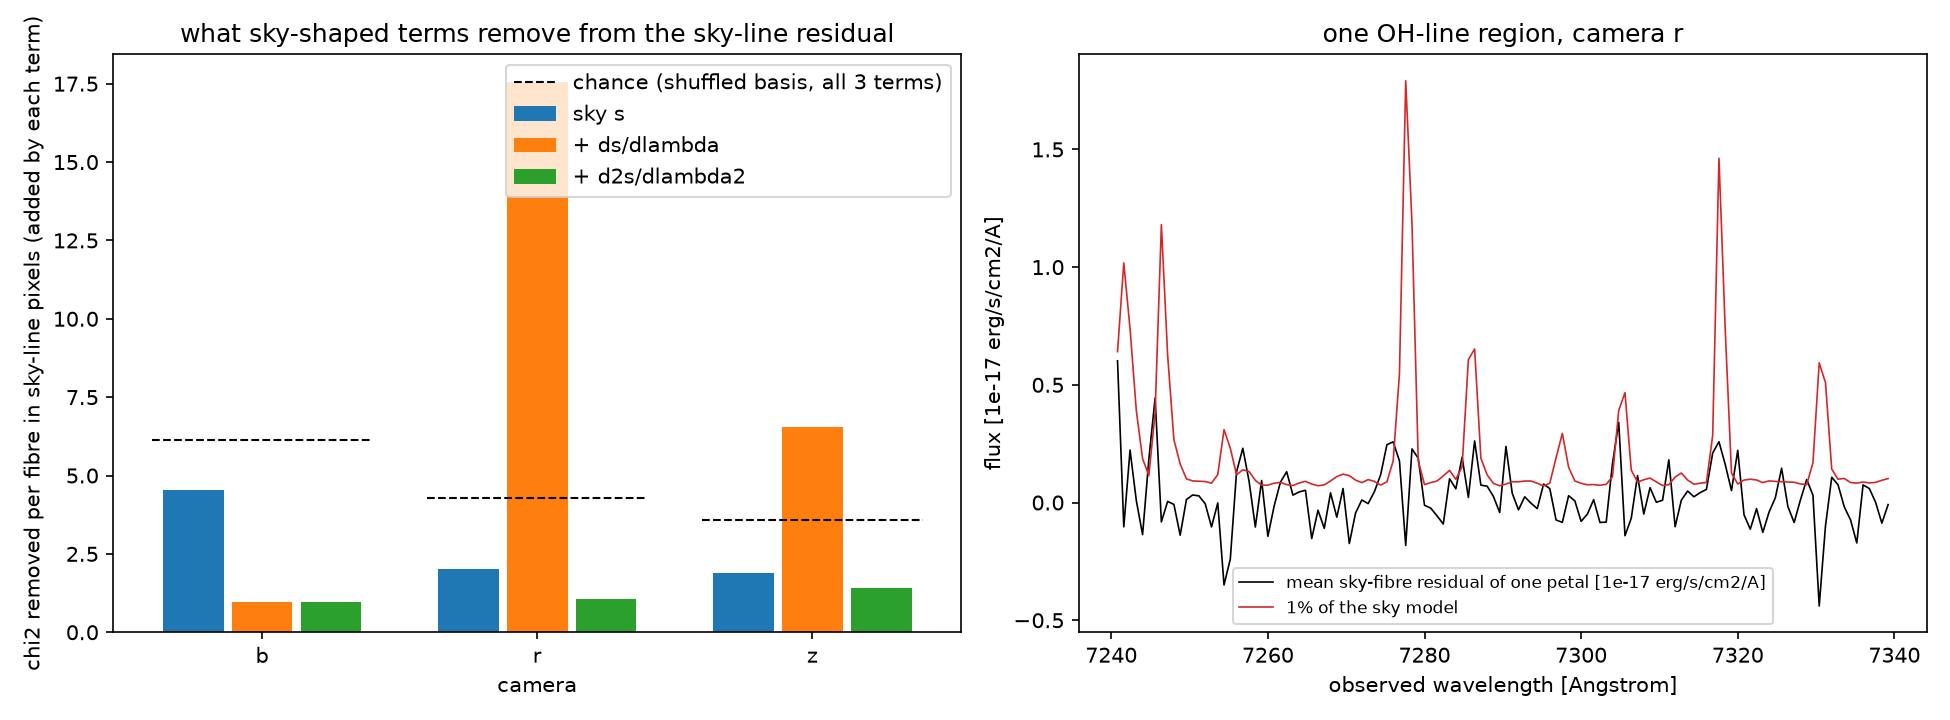 what sky-shaped terms remove from the sky-line residual
chi2 removed per fibre in sky-line pixels (added by each term)
17.5
15.0
12.5
10.0
7.5
5.0
2.5
0.0
chance (shuffled basis, all 3 terms)
sky s
+ ds/dlambda
+ d2s/dlambda2
b
r
z
camera
one OH-line region, camera r
flux [1e-17 erg/s/cm2/A]
1.5
1.0
0.5
0.0
−0.5
mean sky-fibre residual of one petal [1e-17 erg/s/cm2/A]
1% of the sky model
7240
7260
7280
7300
7320
7340
observed wavelength [Angstrom]